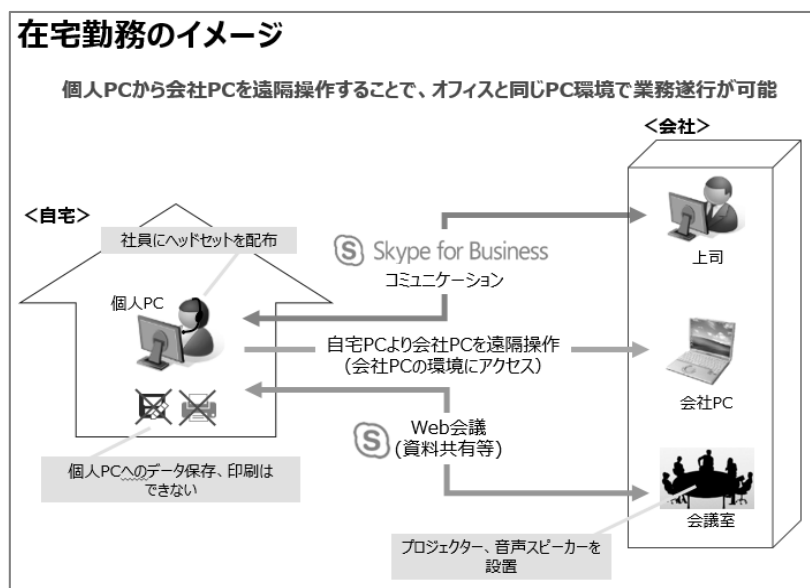 在宅勤務のイメージ
個人PCから会社PCを遠隔操作することで、オフィスと同じPC環境で業務遂行が可能
<会社>
<自宅>
社員にヘッドセットを配布
個人PC
Skype for Business
コミュニケーション
上司
自宅PCより会社PCを遠隔操作
(会社PCの環境にアクセス)
会社PC
Web会議
(資料共有等)
個人PCへのデータ保存、印刷は
できない
会議室
プロジェクター、音声スピーカーを
設置